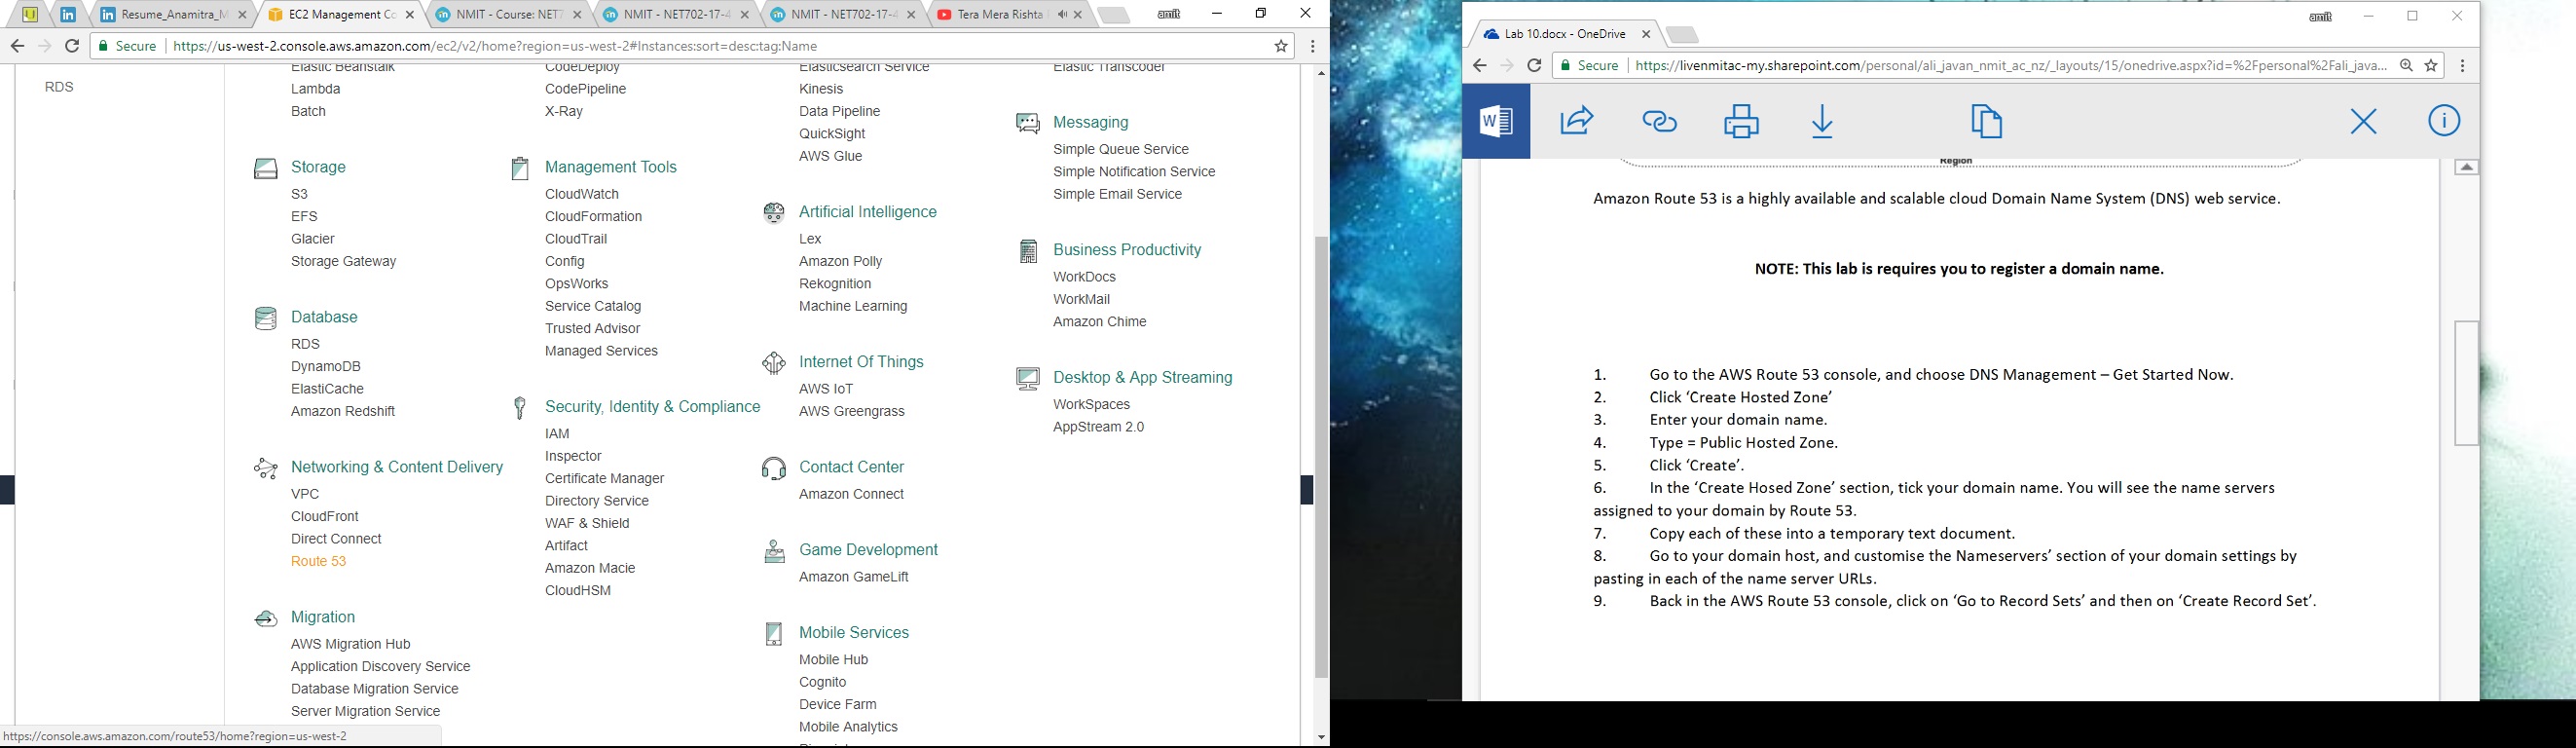 Resume_Anamitra_M
EC2 Management Co
NMIT - Course: NET7
NMIT - NET702-17-4
NMIT - NET702-17-4
Tera Mera Rishta
amit
Secure
https://us-west-2.console.aws.amazon.com/ec2/v2/home?region=us-west-2#Instances:sort=desc:tag:Name
RDS
Elastic Beanstalk
Lambda
Batch
Storage
S3
EFS
Glacier
Storage Gateway
Database
RDS
DynamoDB
ElastiCache
Amazon Redshift
Networking & Content Delivery
VPC
CloudFront
Direct Connect
Route 53
Migration
AWS Migration Hub
Application Discovery Service
Database Migration Service
Server Migration Service
CodeDeploy
CodePipeline
X-Ray
Management Tools
CloudWatch
CloudFormation
CloudTrail
Config
OpsWorks
Service Catalog
Trusted Advisor
Managed Services
Security, Identity & Compliance
IAM
Inspector
Certificate Manager
Directory Service
WAF & Shield
Artifact
Amazon Macie
CloudHSM
Elasticsearch Service
Kinesis
Data Pipeline
QuickSight
AWS Glue
Artificial Intelligence
Lex
Amazon Polly
Rekognition
Machine Learning
Internet Of Things
AWS IoT
AWS Greengrass
Contact Center
Amazon Connect
Game Development
Amazon GameLift
Mobile Services
Mobile Hub
Cognito
Device Farm
Mobile Analytics
Elastic Transcoder
Messaging
Simple Queue Service
Simple Notification Service
Simple Email Service
Business Productivity
WorkDocs
WorkMail
Amazon Chime
Desktop & App Streaming
WorkSpaces
AppStream 2.0
https://console.aws.amazon.com/route53/home?region=us-west-2
amit
Lab 10.docx - OneDrive
Secure
https://livenmitac-my.sharepoint.com/personal/ali_javan_nmit_ac_nz/_layouts/15/onedrive.aspx?id=%2Fpersonal%2Fali_java...
Region
Amazon Route 53 is a highly available and scalable cloud Domain Name System (DNS) web service.
NOTE: This lab is requires you to register a domain name.
1. Go to the AWS Route 53 console, and choose DNS Management – Get Started Now.
2. Click ‘Create Hosted Zone’
3. Enter your domain name.
4. Type = Public Hosted Zone.
5. Click ‘Create’.
6. In the ‘Create Hosed Zone’ section, tick your domain name. You will see the name servers
assigned to your domain by Route 53.
7. Copy each of these into a temporary text document.
8. Go to your domain host, and customise the Nameservers’ section of your domain settings by
pasting in each of the name server URLs.
9. Back in the AWS Route 53 console, click on ‘Go to Record Sets’ and then on ‘Create Record Set’.